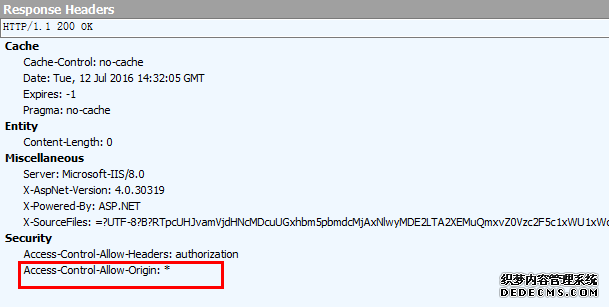 Response Headers
HTTP/1.1 200 OK
Cache
Cache-Control: no-cache
Date: Tue, 12 Jul 2016 14:32:05 GMT
Expires: -1
Pragma: no-cache
Entity
Content-Length: 0
Miscellaneous
Server: Microsoft-IIS/8.0
X-AspNet-Version: 4.0.30319
X-Powered-By: ASP.NET
X-SourceFiles:
Security
Access-Control-Allow-Headers: authorization
Access-Control-Allow-Origin: *
织梦内容管理系统
DEDECMS.COM